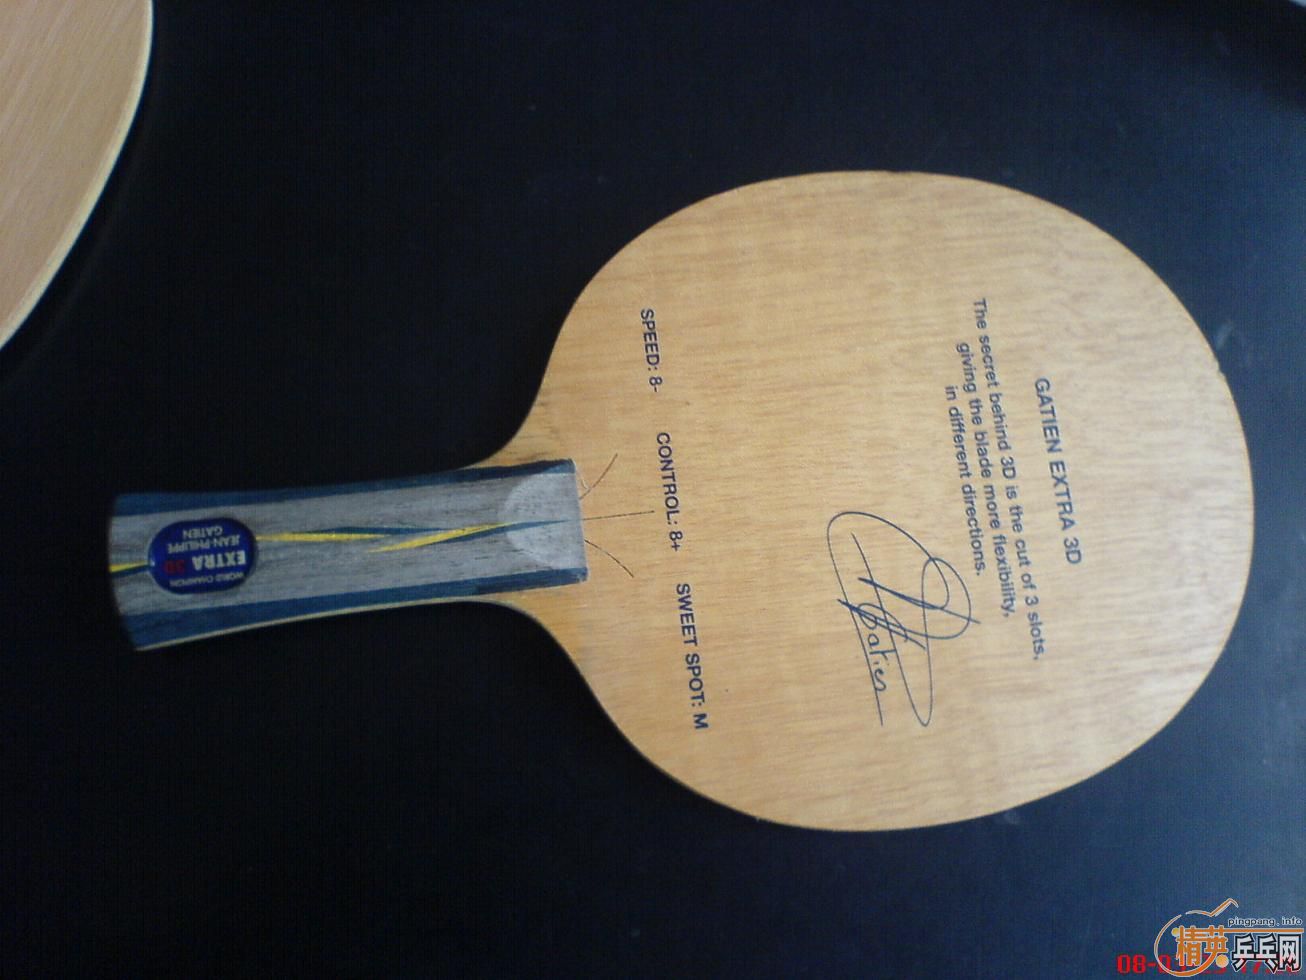 GATIEN EXTRA 3D
The secret behind 3D is the cut of 3 slots,
giving the blade more flexibility,
in different directions.
Gatien
SPEED: 8-
CONTROL: 8+
SWEET SPOT: M
WORLD CHAMPION
EXTRA 3D
JEAN-PHILIPPE
GATIEN
pingpang.info
精英乒乓网